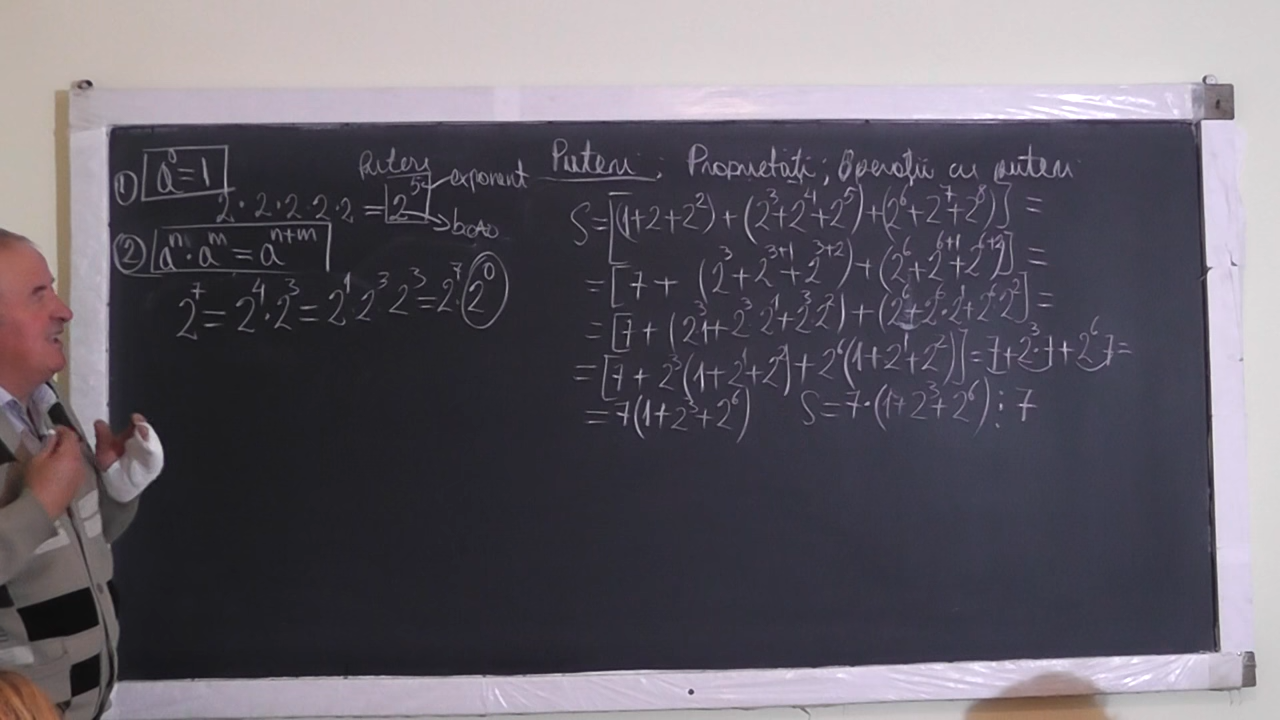 Puteri; Proprietăți; Operații cu puteri
1) a⁰=1
putere
exponent
2·2·2·2·2=2⁵
bază
2) aⁿ·aᵐ=aⁿ⁺ᵐ
2⁷=2⁴·2³=2¹·2³·2³=2⁷·2⁰
S=[(1+2+2²)+(2³+2⁴+2⁵)+(2⁶+2⁷+2⁸)]=
=[7+(2³+2³⁺¹+2³⁺²)+(2⁶+2⁶⁺¹+2⁶⁺²)]=
=[7+(2³·1+2³·2¹+2³·2²)+(2⁶+2⁶·2¹+2⁶·2²]=
=[7+2³(1+2¹+2²)+2⁶(1+2¹+2²)]=7+2³·7+2⁶·7=
=7(1+2³+2⁶) S=7·(1+2³+2⁶)⋮7